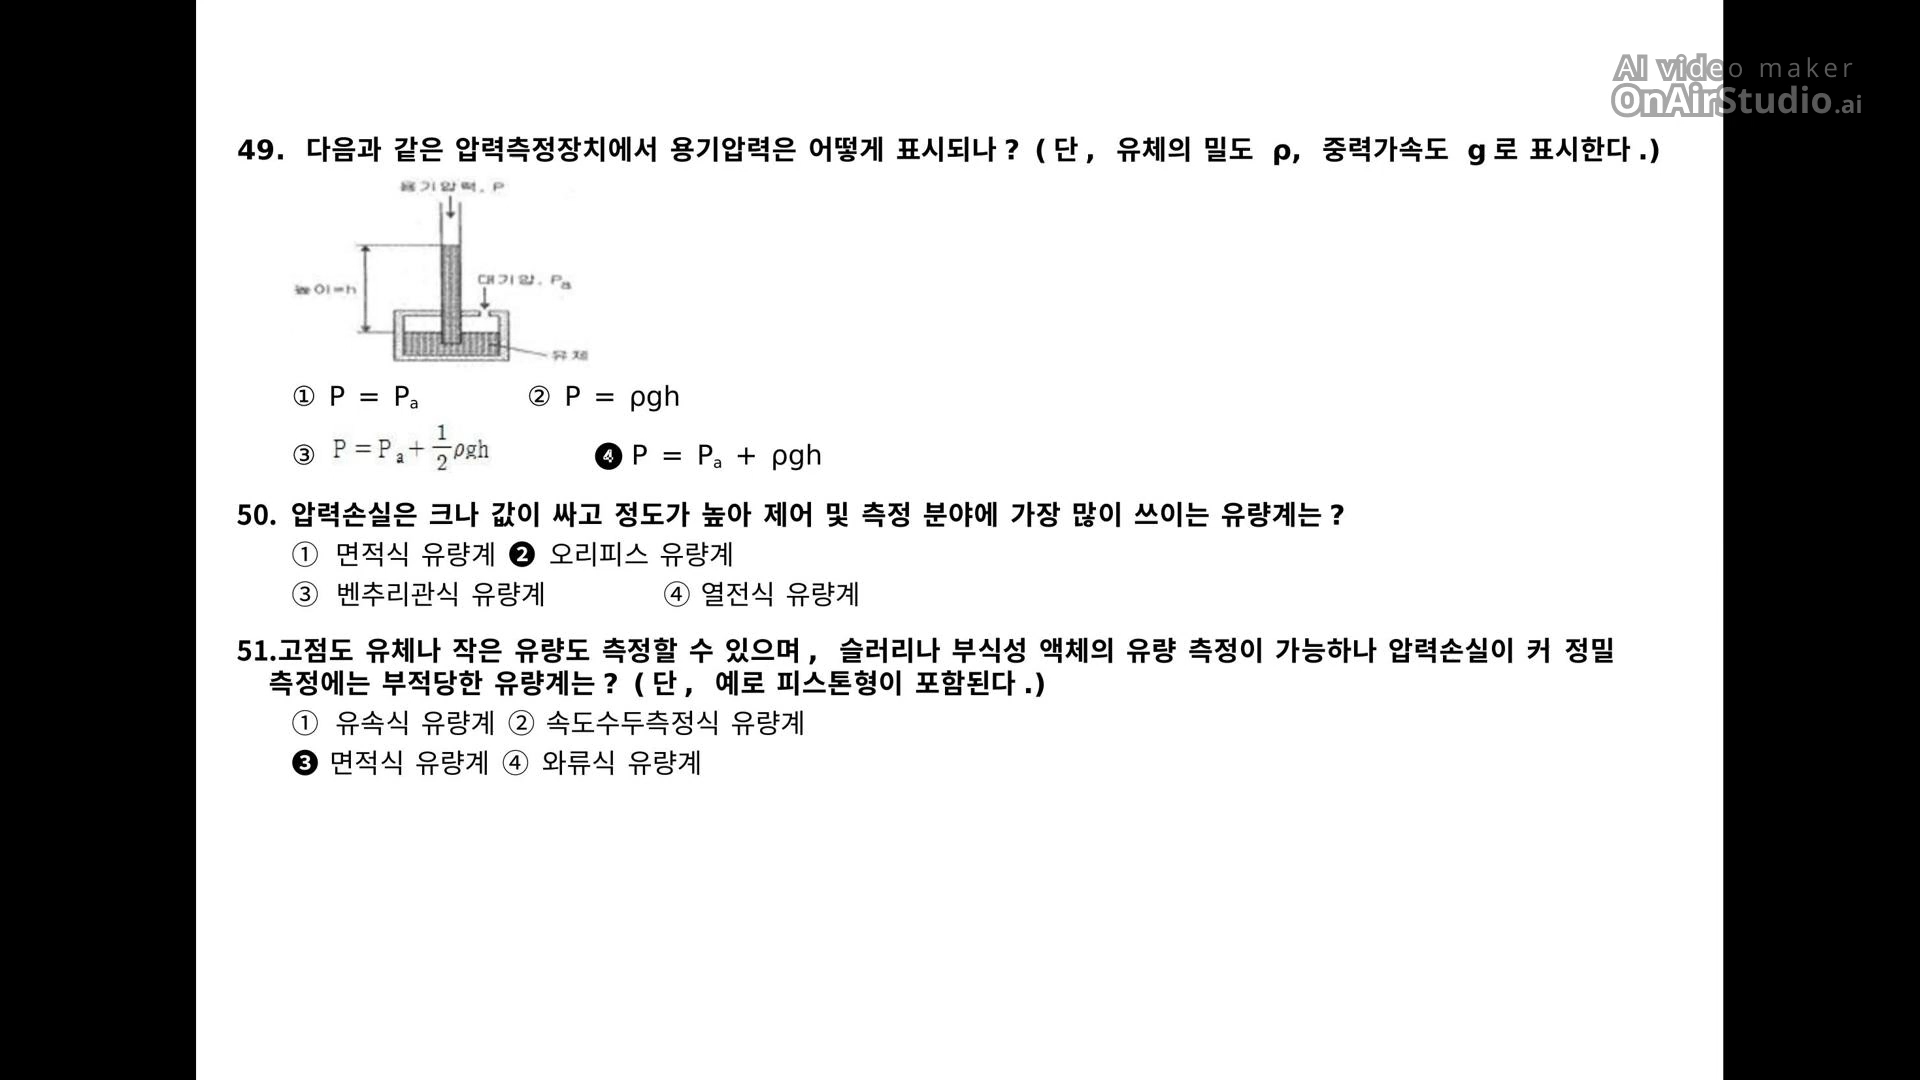 AI video maker
OnAirStudio.ai
49. 다음과 같은 압력측정장치에서 용기압력은 어떻게 표시되나? (단, 유체의 밀도 ρ, 중력가속도 g로 표시한다.)
용기압력, P
높이=h
대기압, Pa
유체
① P = Pa ② P = ρgh
③ P = Pa + 1/2 ρgh ❹ P = Pa + ρgh
50. 압력손실은 크나 값이 싸고 정도가 높아 제어 및 측정 분야에 가장 많이 쓰이는 유량계는?
① 면적식 유량계 ❷ 오리피스 유량계
③ 벤추리관식 유량계 ④ 열전식 유량계
51.고점도 유체나 작은 유량도 측정할 수 있으며, 슬러리나 부식성 액체의 유량 측정이 가능하나 압력손실이 커 정밀
측정에는 부적당한 유량계는? (단, 예로 피스톤형이 포함된다.)
① 유속식 유량계 ② 속도수두측정식 유량계
❸ 면적식 유량계 ④ 와류식 유량계